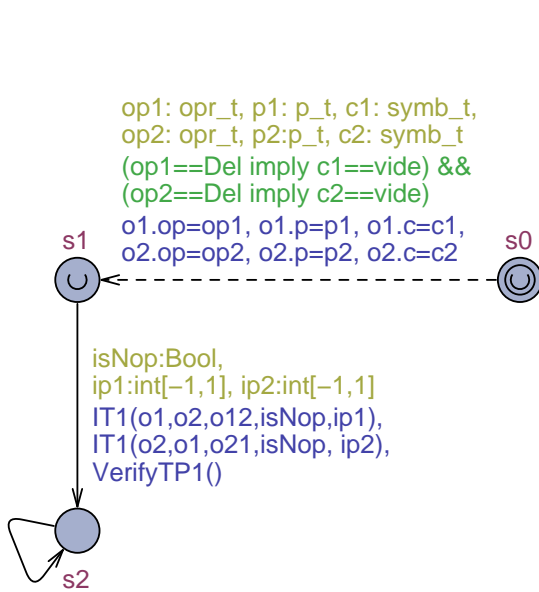 op1: opr_t, p1: p_t, c1: symb_t,
op2: opr_t, p2:p_t, c2: symb_t
(op1==Del imply c1==vide) &&
(op2==Del imply c2==vide)
o1.op=op1, o1.p=p1, o1.c=c1,
o2.op=op2, o2.p=p2, o2.c=c2
s1
s0
isNop:Bool,
ip1:int[−1,1], ip2:int[−1,1]
IT1(o1,o2,o12,isNop,ip1),
IT1(o2,o1,o21,isNop, ip2),
VerifyTP1()
s2